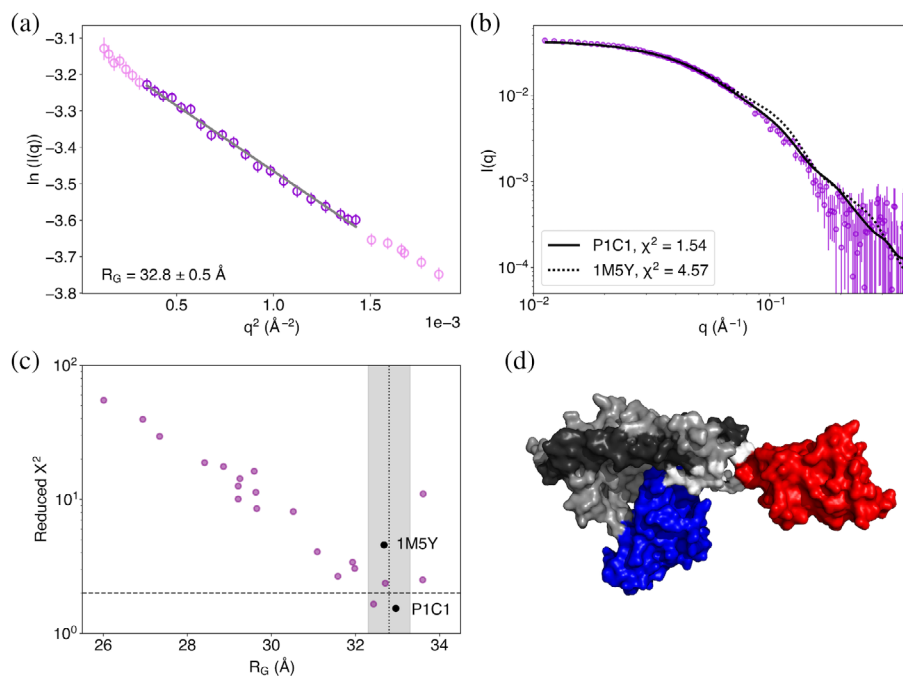 (a)
−3.1
−3.2
−3.3
−3.4
−3.5
−3.6
−3.7
−3.8
ln (I(q))
R_G = 32.8 ± 0.5 Å
0.5
1.0
1.5
1e−3
q² (Å⁻²)
(b)
10⁻²
10⁻³
10⁻⁴
I(q)
P1C1, χ² = 1.54
1M5Y, χ² = 4.57
10⁻²
10⁻¹
q (Å⁻¹)
(c)
10²
10¹
10⁰
Reduced Χ²
1M5Y
P1C1
26
28
30
32
34
R_G (Å)
(d)